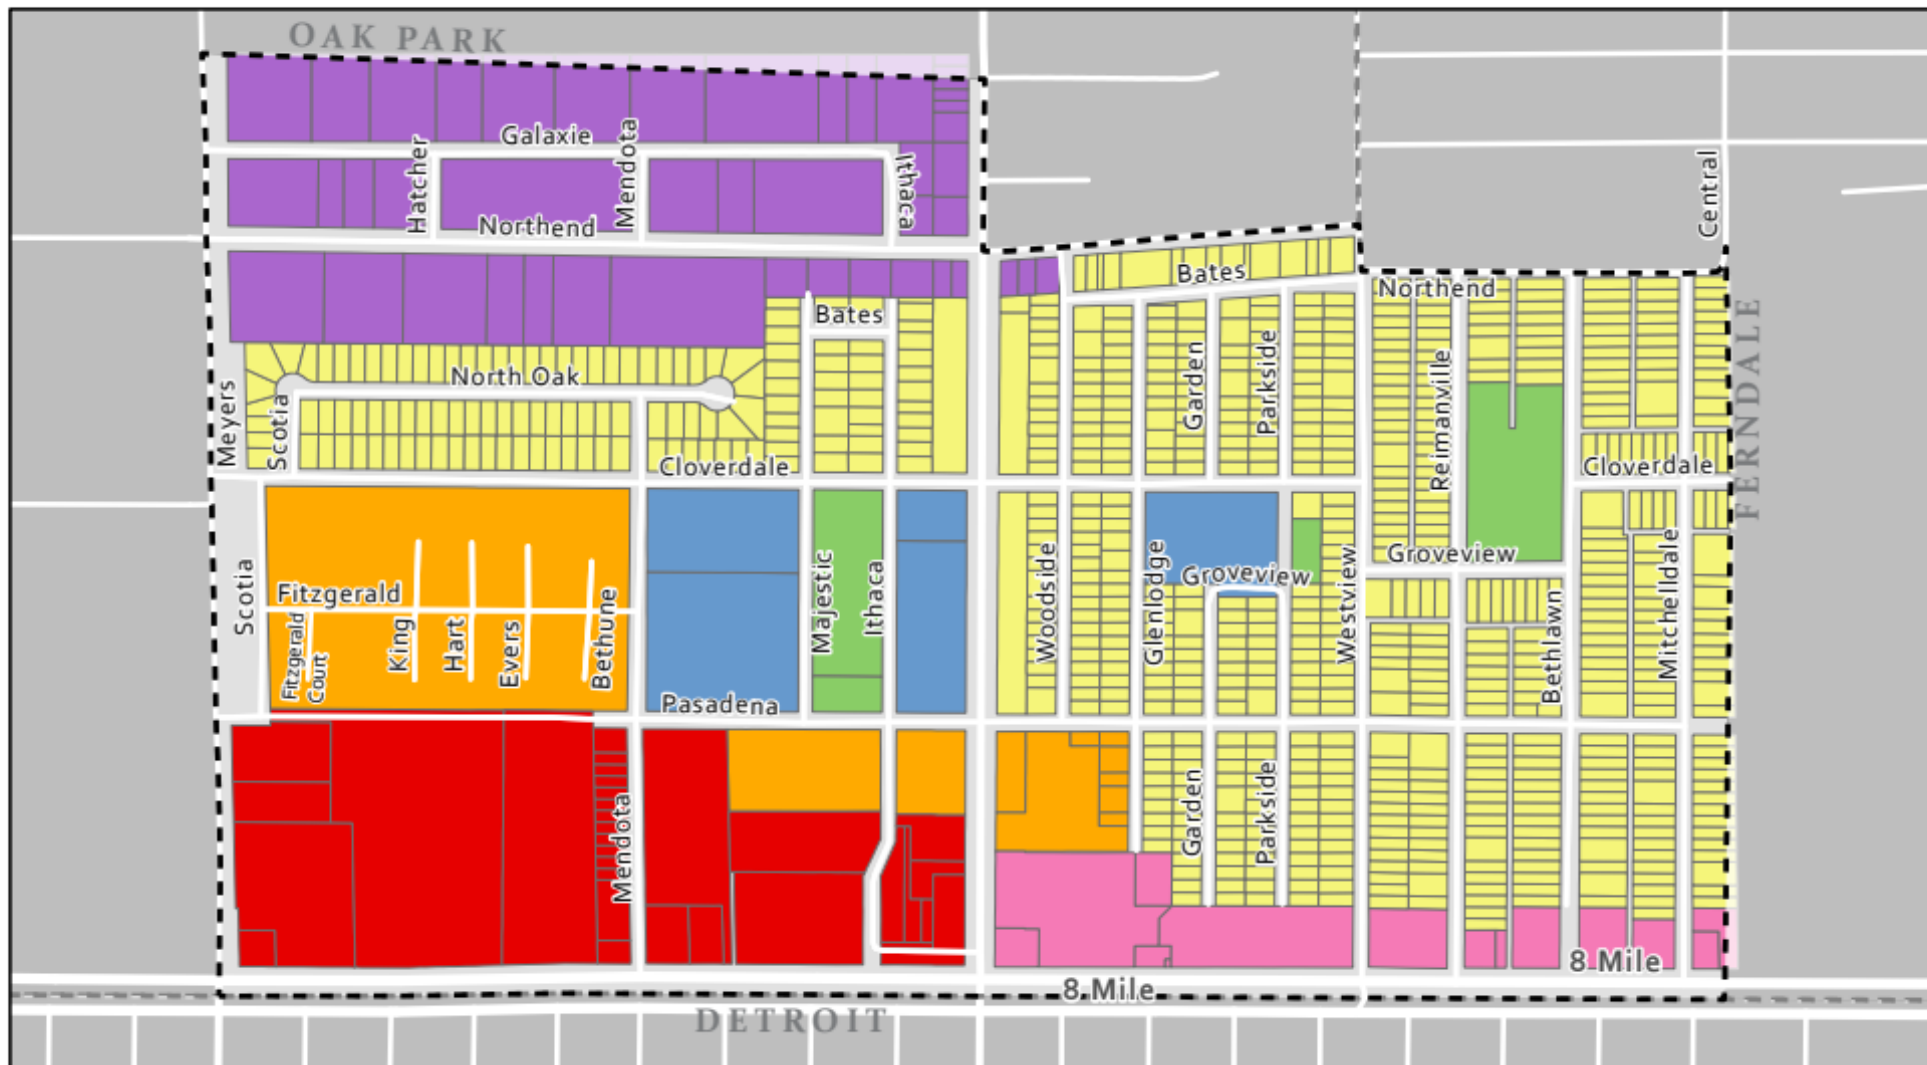 OAK PARK
Galaxie
Hatcher
Mendota
Ithaca
Central
Northend
Bates
Northend
Bates
FERNDALE
North Oak
Meyers
Scotia
Garden
Parkside
Reimanville
Cloverdale
Cloverdale
Scotia
Fitzgerald
Fitzgerald
Court
King
Hart
Evers
Bethune
Majestic
Ithaca
Woodside
Glenlodge
Groveview
Westview
Groveview
Bethlawn
Mitchelldale
Pasadena
Mendota
Garden
Parkside
8 Mile
8 Mile
DETROIT